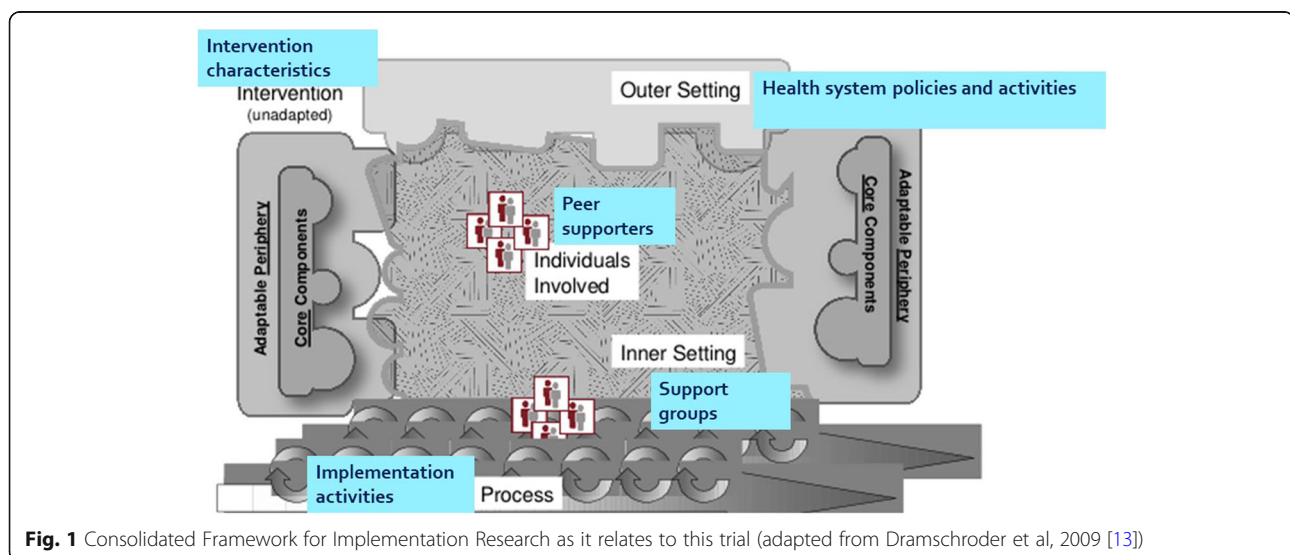 Intervention
characteristics
Intervention
(unadapted)
Outer Setting
Health system policies and activities
Adaptable Periphery
Core Components
Peer
supporters
Individuals
Involved
Core Components
Adaptable Periphery
Inner Setting
Support
groups
Implementation
activities
Process
Fig. 1 Consolidated Framework for Implementation Research as it relates to this trial (adapted from Dramschroder et al, 2009 [13])